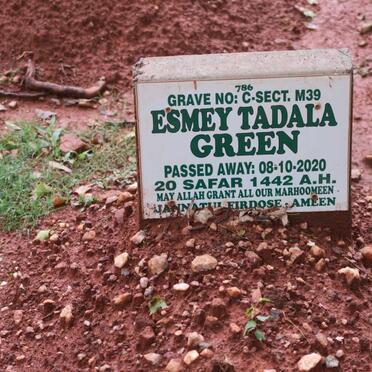 786
GRAVE NO: C-SECT. M39
ESMEY TADALA
GREEN
PASSED AWAY: 08-10-2020
20 SAFAR 1442 A.H.
MAY ALLAH GRANT ALL OUR MARHOOMEEN
JANNATUL FIRDOSE, AMEEN